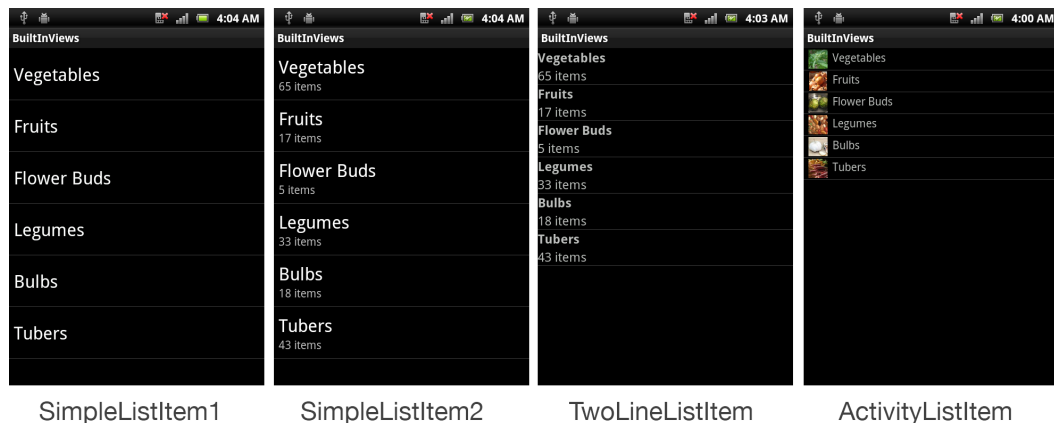 4:04 AM
BuiltInViews
Vegetables
Fruits
Flower Buds
Legumes
Bulbs
Tubers
SimpleListItem1
4:04 AM
BuiltInViews
Vegetables
65 items
Fruits
17 items
Flower Buds
5 items
Legumes
33 items
Bulbs
18 items
Tubers
43 items
SimpleListItem2
4:03 AM
BuiltInViews
Vegetables
65 items
Fruits
17 items
Flower Buds
5 items
Legumes
33 items
Bulbs
18 items
Tubers
43 items
TwoLineListItem
4:00 AM
BuiltInViews
Vegetables
Fruits
Flower Buds
Legumes
Bulbs
Tubers
ActivityListItem